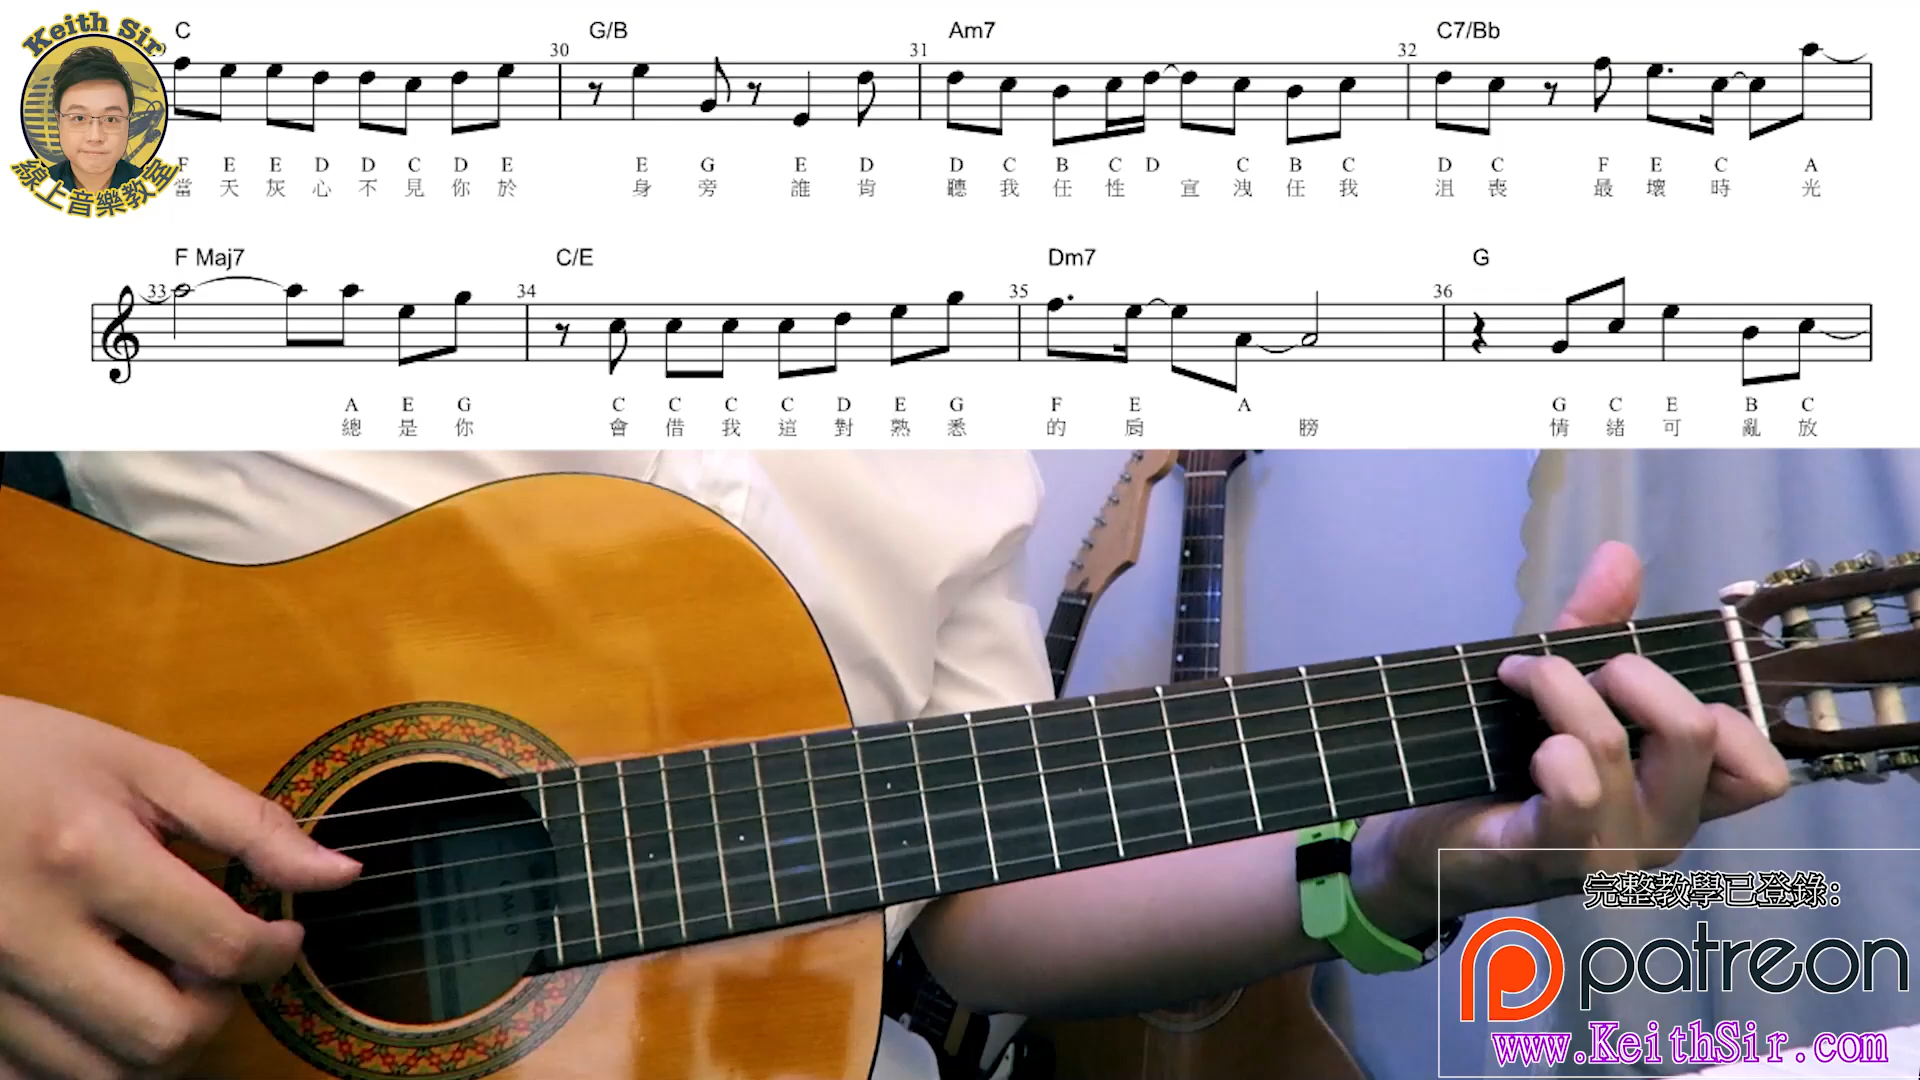 Keith Sir
線上音樂教室
C G/B Am7 C7/Bb
30 31 32
F E E D D C D E E G E D D C B C D C B C D C F E C A
當 天 灰 心 不 見 你 於 身 旁 誰 肯 聽 我 任 性 宣 洩 任 我 沮 喪 最 壞 時 光
F Maj7 C/E Dm7 G
33 34 35 36
A E G C C C C D E G F E A G C E B C
總 是 你 會 借 我 這 對 熟 悉 的 肩 膀 情 緒 可 亂 放
完整教學已登錄:
patreon
www.KeithSir.com